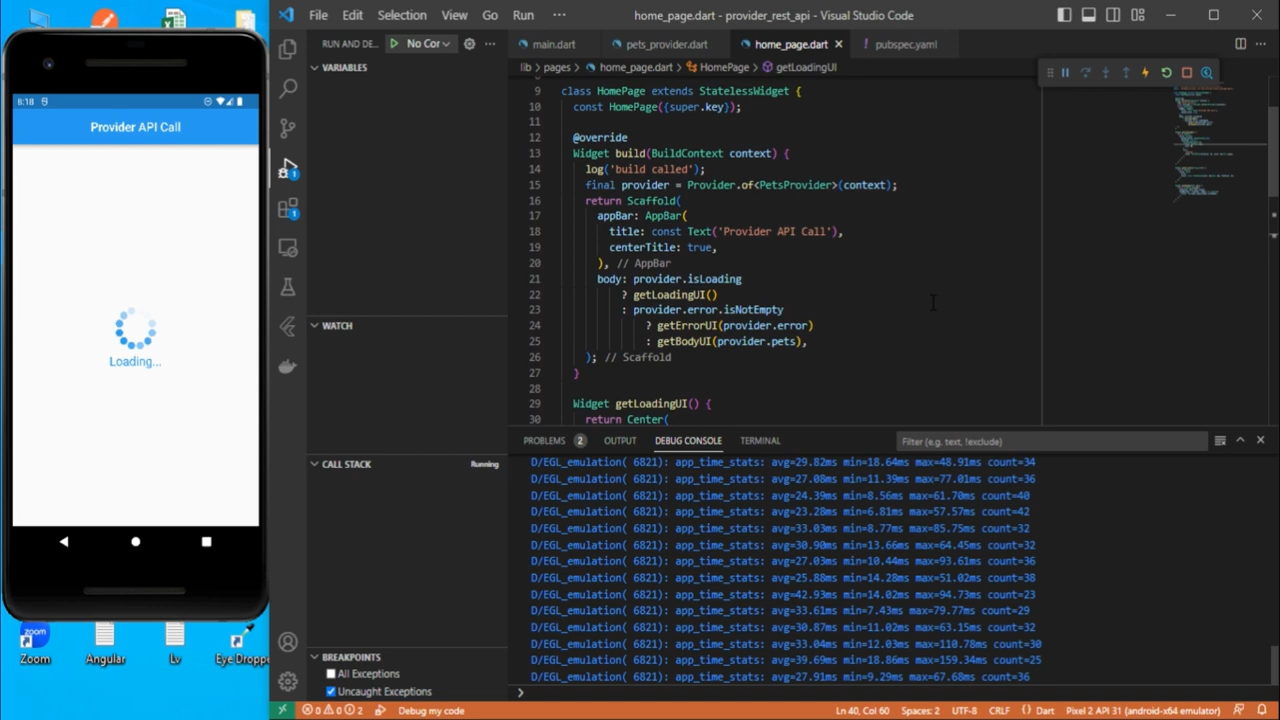 File Edit Selection View Go Run ··· home_page.dart - provider_rest_api - Visual Studio Code
RUN AND DE... No Cor ···
main.dart pets_provider.dart home_page.dart pubspec.yaml
lib > pages > home_page.dart > HomePage > getLoadingUI
8:18
Provider API Call
Loading...
Zoom Angular Lv Eye Droppe
VARIABLES
WATCH
CALL STACK Running
BREAKPOINTS
All Exceptions
Uncaught Exceptions
9 class HomePage extends StatelessWidget {
10 const HomePage({super.key});
11
12 @override
13 Widget build(BuildContext context) {
14 log('build called');
15 final provider = Provider.of<PetsProvider>(context);
16 return Scaffold(
17 appBar: AppBar(
18 title: const Text('Provider API Call'),
19 centerTitle: true,
20 ), // AppBar
21 body: provider.isLoading
22 ? getLoadingUI()
23 : provider.error.isNotEmpty
24 ? getErrorUI(provider.error)
25 : getBodyUI(provider.pets),
26 ); // Scaffold
27 }
28
29 Widget getLoadingUI() {
30 return Center(
PROBLEMS 2 OUTPUT DEBUG CONSOLE TERMINAL Filter (e.g. text, !exclude)
D/EGL_emulation( 6821): app_time_stats: avg=29.82ms min=18.64ms max=48.91ms count=34
D/EGL_emulation( 6821): app_time_stats: avg=27.08ms min=11.39ms max=77.01ms count=36
D/EGL_emulation( 6821): app_time_stats: avg=24.39ms min=8.56ms max=61.70ms count=40
D/EGL_emulation( 6821): app_time_stats: avg=23.28ms min=6.81ms max=57.57ms count=42
D/EGL_emulation( 6821): app_time_stats: avg=33.03ms min=8.77ms max=85.75ms count=32
D/EGL_emulation( 6821): app_time_stats: avg=30.90ms min=13.66ms max=64.45ms count=32
D/EGL_emulation( 6821): app_time_stats: avg=27.03ms min=10.44ms max=93.61ms count=36
D/EGL_emulation( 6821): app_time_stats: avg=25.88ms min=14.28ms max=51.02ms count=38
D/EGL_emulation( 6821): app_time_stats: avg=42.93ms min=14.02ms max=94.73ms count=23
D/EGL_emulation( 6821): app_time_stats: avg=33.61ms min=7.43ms max=79.77ms count=29
D/EGL_emulation( 6821): app_time_stats: avg=30.87ms min=11.02ms max=63.15ms count=32
D/EGL_emulation( 6821): app_time_stats: avg=33.04ms min=12.03ms max=110.78ms count=30
D/EGL_emulation( 6821): app_time_stats: avg=39.69ms min=18.86ms max=159.34ms count=25
D/EGL_emulation( 6821): app_time_stats: avg=27.91ms min=9.29ms max=67.68ms count=36
0 0 2 Debug my code Ln 40, Col 60 Spaces: 2 UTF-8 CRLF {} Dart Pixel 2 API 31 (android-x64 emulator)